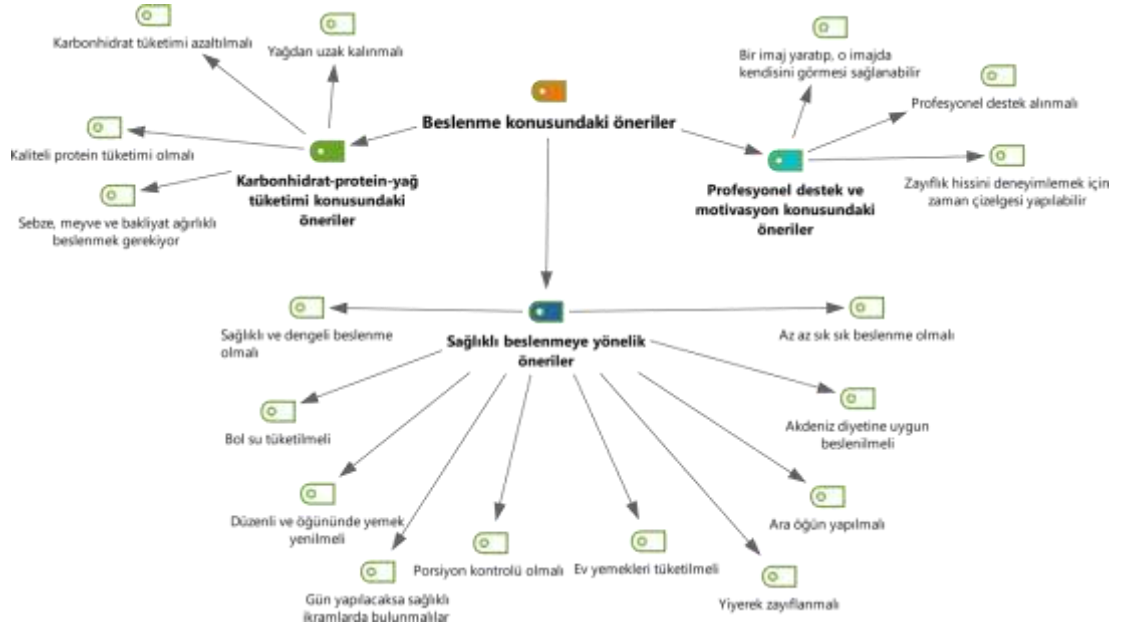 Karbonhidrat tüketimi azaltılmalı
Yağdan uzak kalınmalı
Bir imaj yaratıp, o imajda
kendisini görmesi sağlanabilir
Profesyonel destek alınmalı
Beslenme konusundaki öneriler
Kaliteli protein tüketimi olmalı
Karbonhidrat-protein-yağ
tüketimi konusundaki
öneriler
Sebze, meyve ve bakliyat ağırlıklı
beslenmek gerekiyor
Profesyonel destek ve
motivasyon konusundaki
öneriler
Zayıflık hissini deneyimlemek için
zaman çizelgesi yapılabilir
Sağlıklı beslenmeye yönelik
öneriler
Sağlıklı ve dengeli beslenme
olmalı
Az az sık sık beslenme olmalı
Bol su tüketilmeli
Akdeniz diyetine uygun
beslenilmeli
Düzenli ve öğününde yemek
yenilmeli
Ara öğün yapılmalı
Gün yapılacaksa sağlıklı
ikramlarda bulunmalılar
Porsiyon kontrolü olmalı
Ev yemekleri tüketilmeli
Yiyerek zayıflanmalı